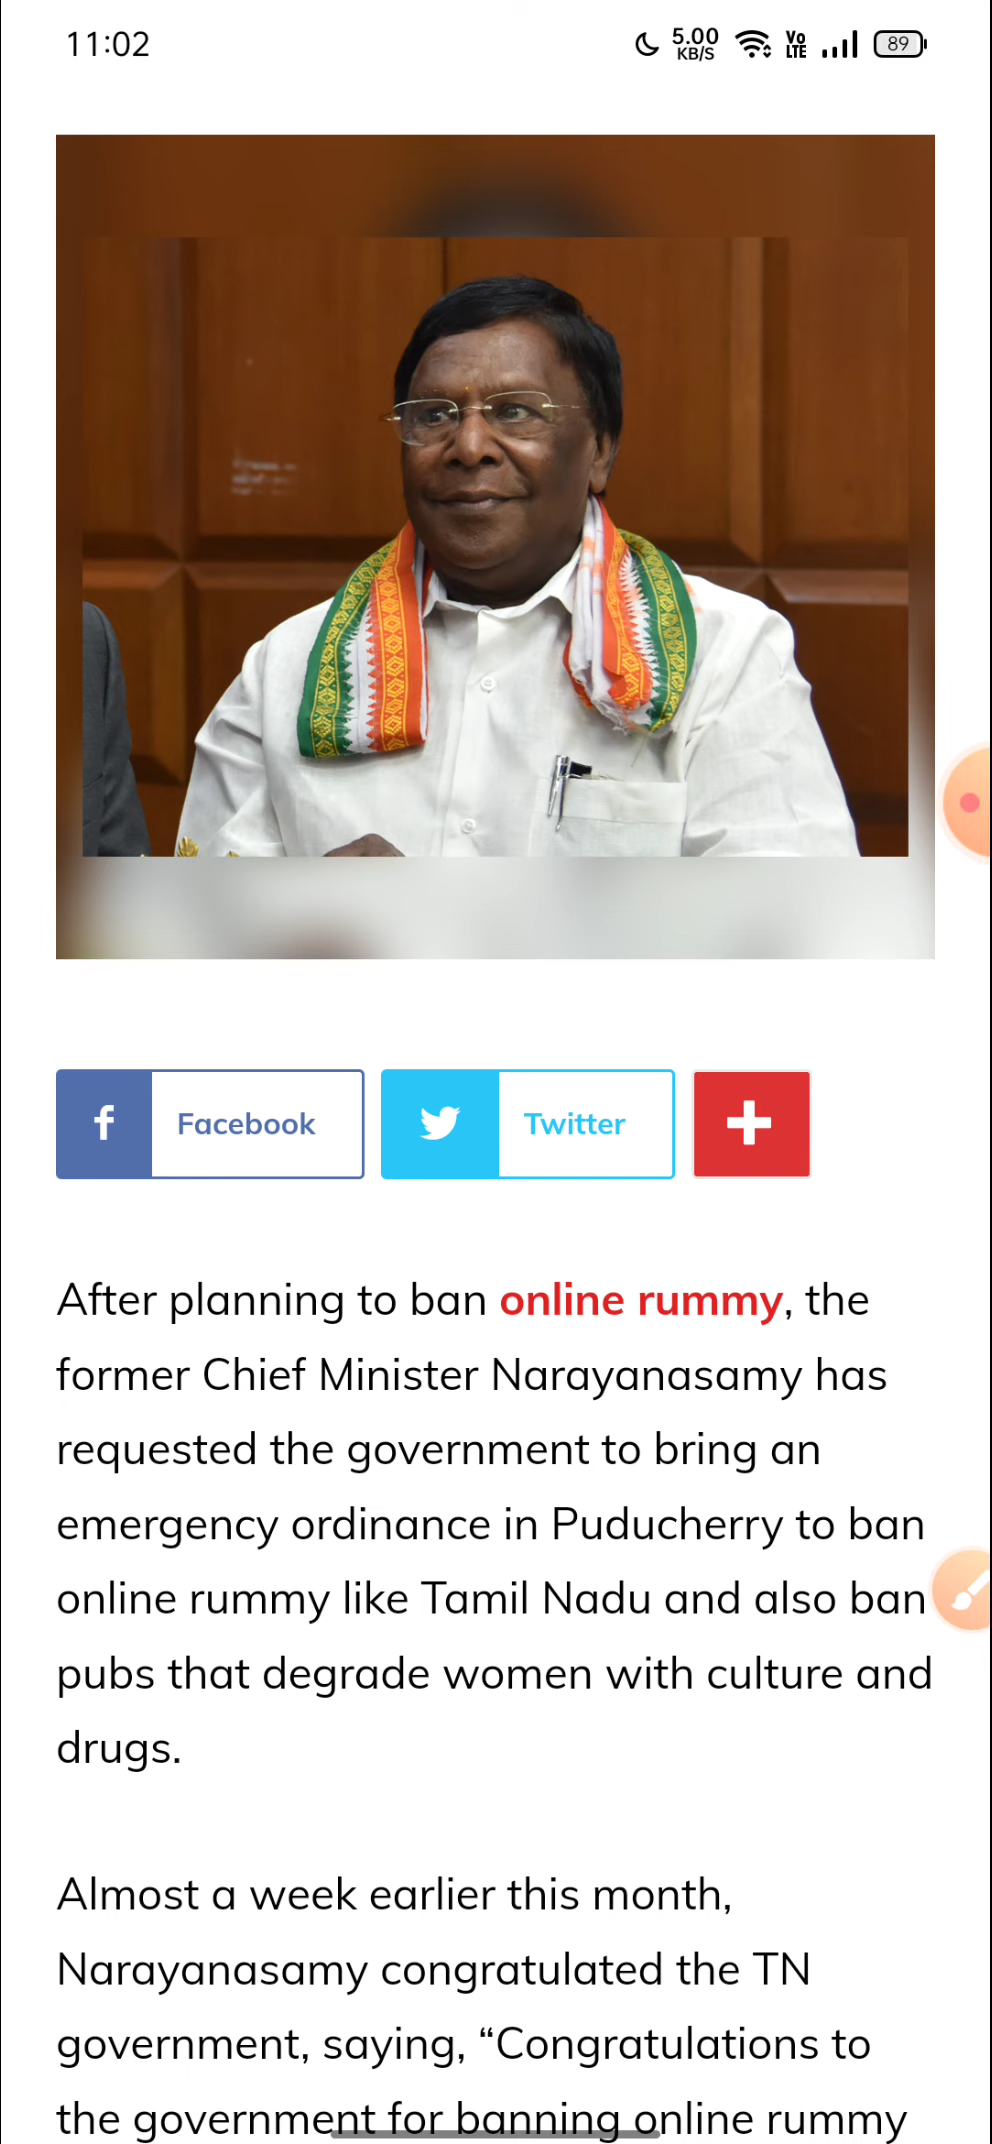 11:02
5.00
KB/S
Vo
LTE
89
Facebook
Twitter
After planning to ban online rummy, the
former Chief Minister Narayanasamy has
requested the government to bring an
emergency ordinance in Puducherry to ban
online rummy like Tamil Nadu and also ban
pubs that degrade women with culture and
drugs.
Almost a week earlier this month,
Narayanasamy congratulated the TN
government, saying, “Congratulations to
the government for banning online rummy